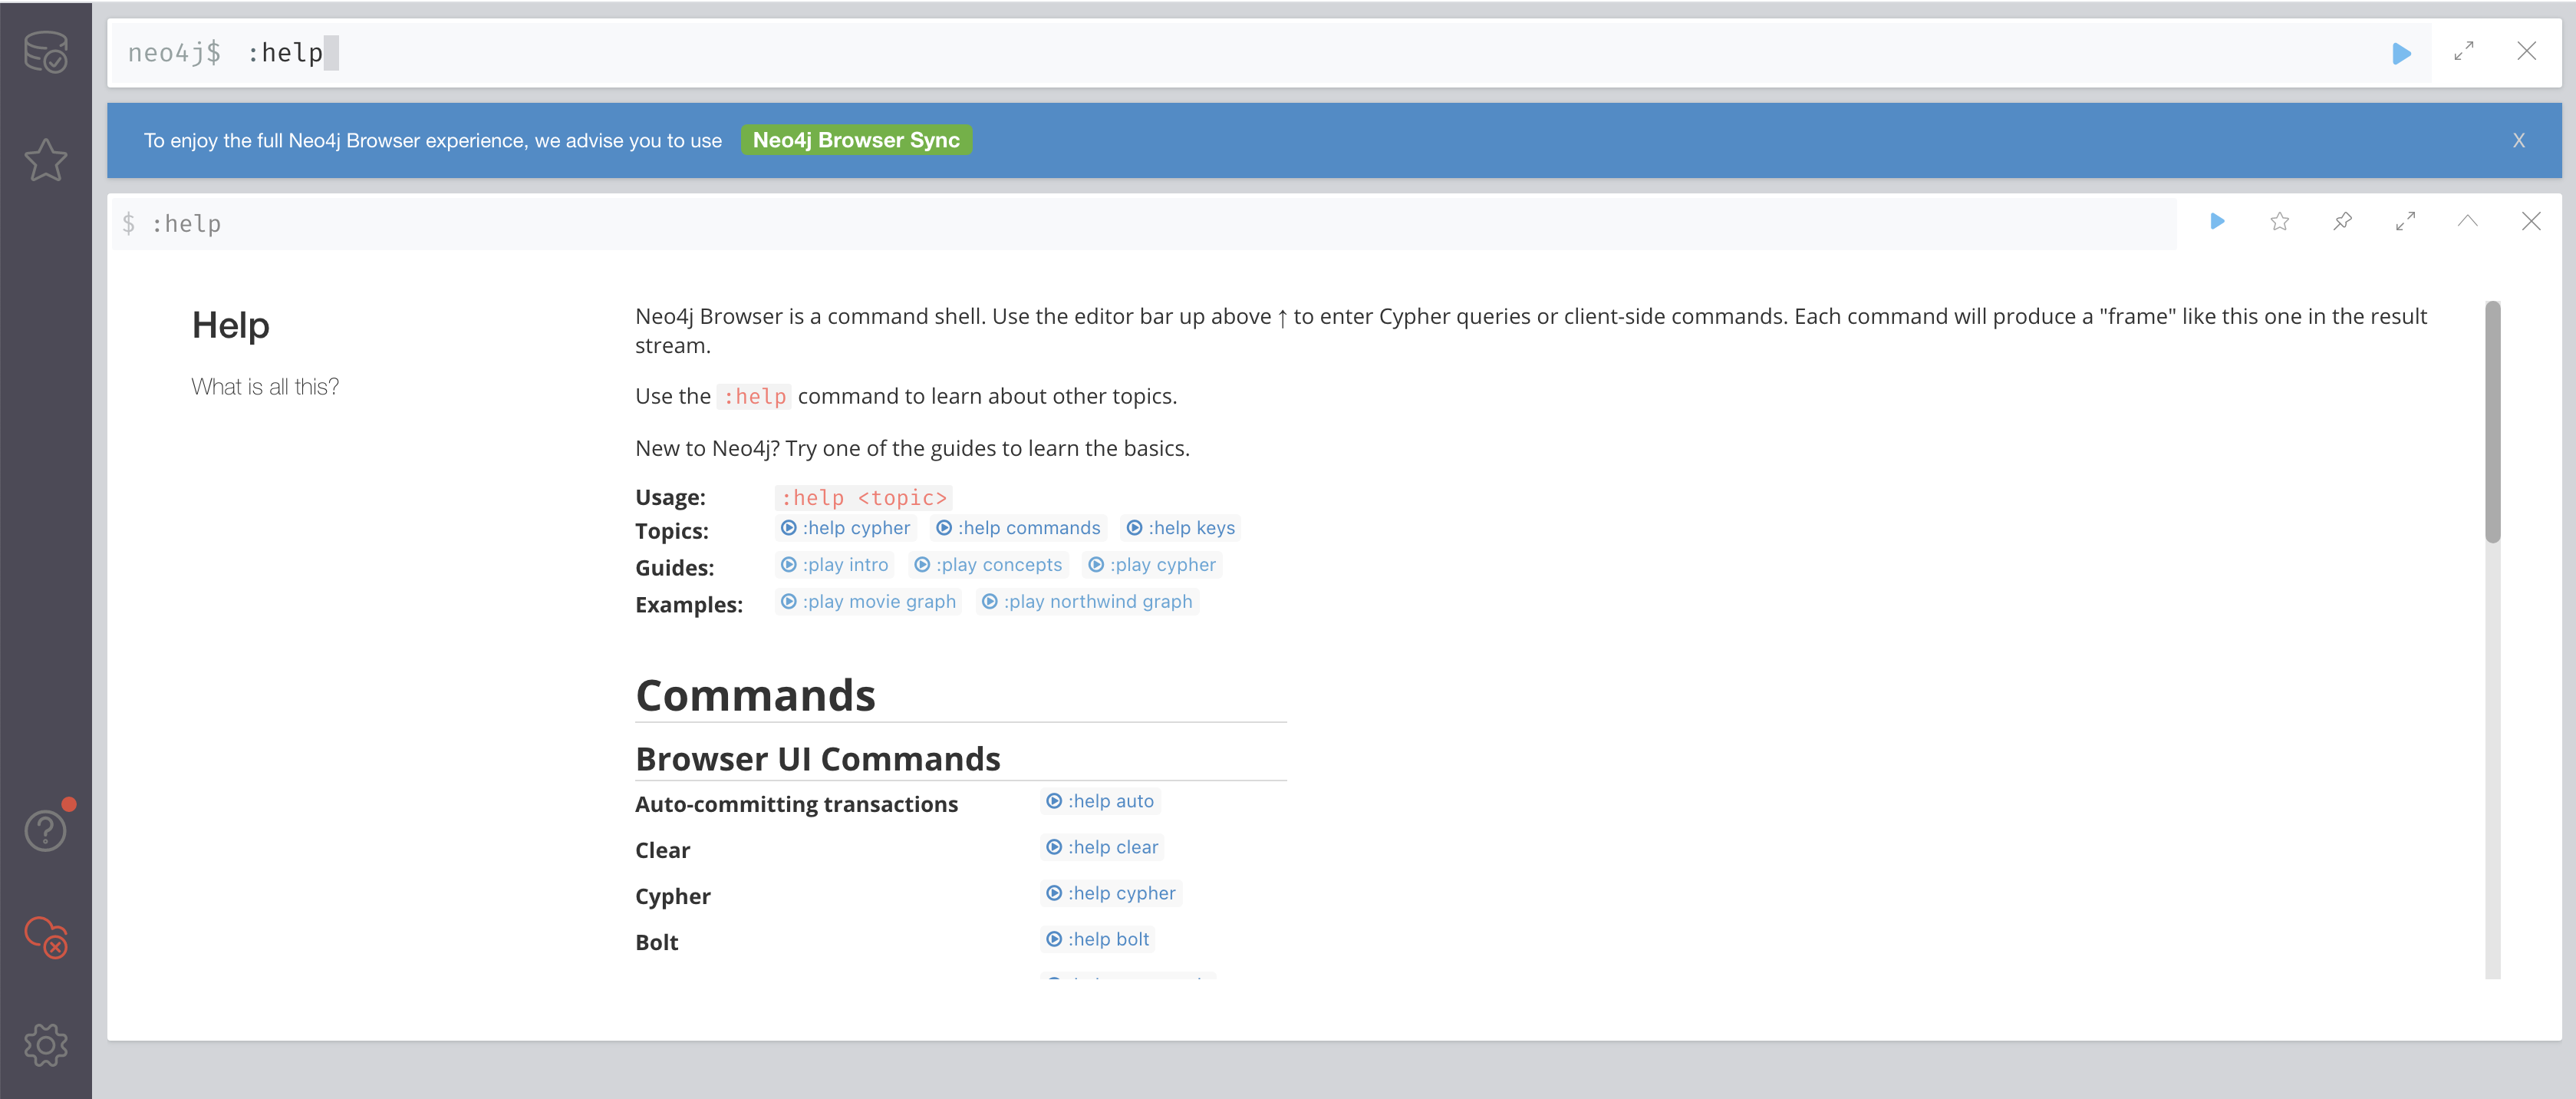 neo4j$ :help
To enjoy the full Neo4j Browser experience, we advise you to use Neo4j Browser Sync X
$ :help
Help
What is all this?
Neo4j Browser is a command shell. Use the editor bar up above ↑ to enter Cypher queries or client-side commands. Each command will produce a "frame" like this one in the result
stream.
Use the :help command to learn about other topics.
New to Neo4j? Try one of the guides to learn the basics.
Usage: :help <topic>
Topics: :help cypher :help commands :help keys
Guides: :play intro :play concepts :play cypher
Examples: :play movie graph :play northwind graph
Commands
Browser UI Commands
Auto-committing transactions :help auto
Clear :help clear
Cypher :help cypher
Bolt :help bolt